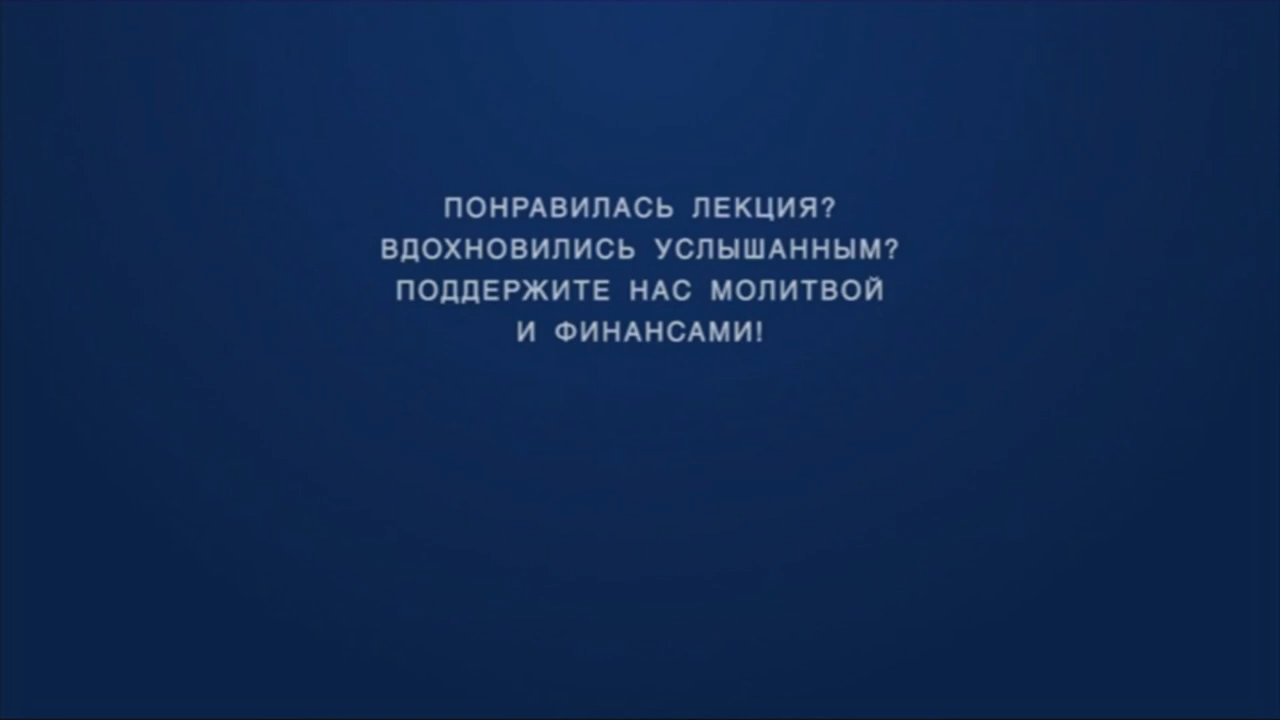 ПОНРАВИЛАСЬ ЛЕКЦИЯ?
ВДОХНОВИЛИСЬ УСЛЫШАННЫМ?
ПОДДЕРЖИТЕ НАС МОЛИТВОЙ
И ФИНАНСАМИ!